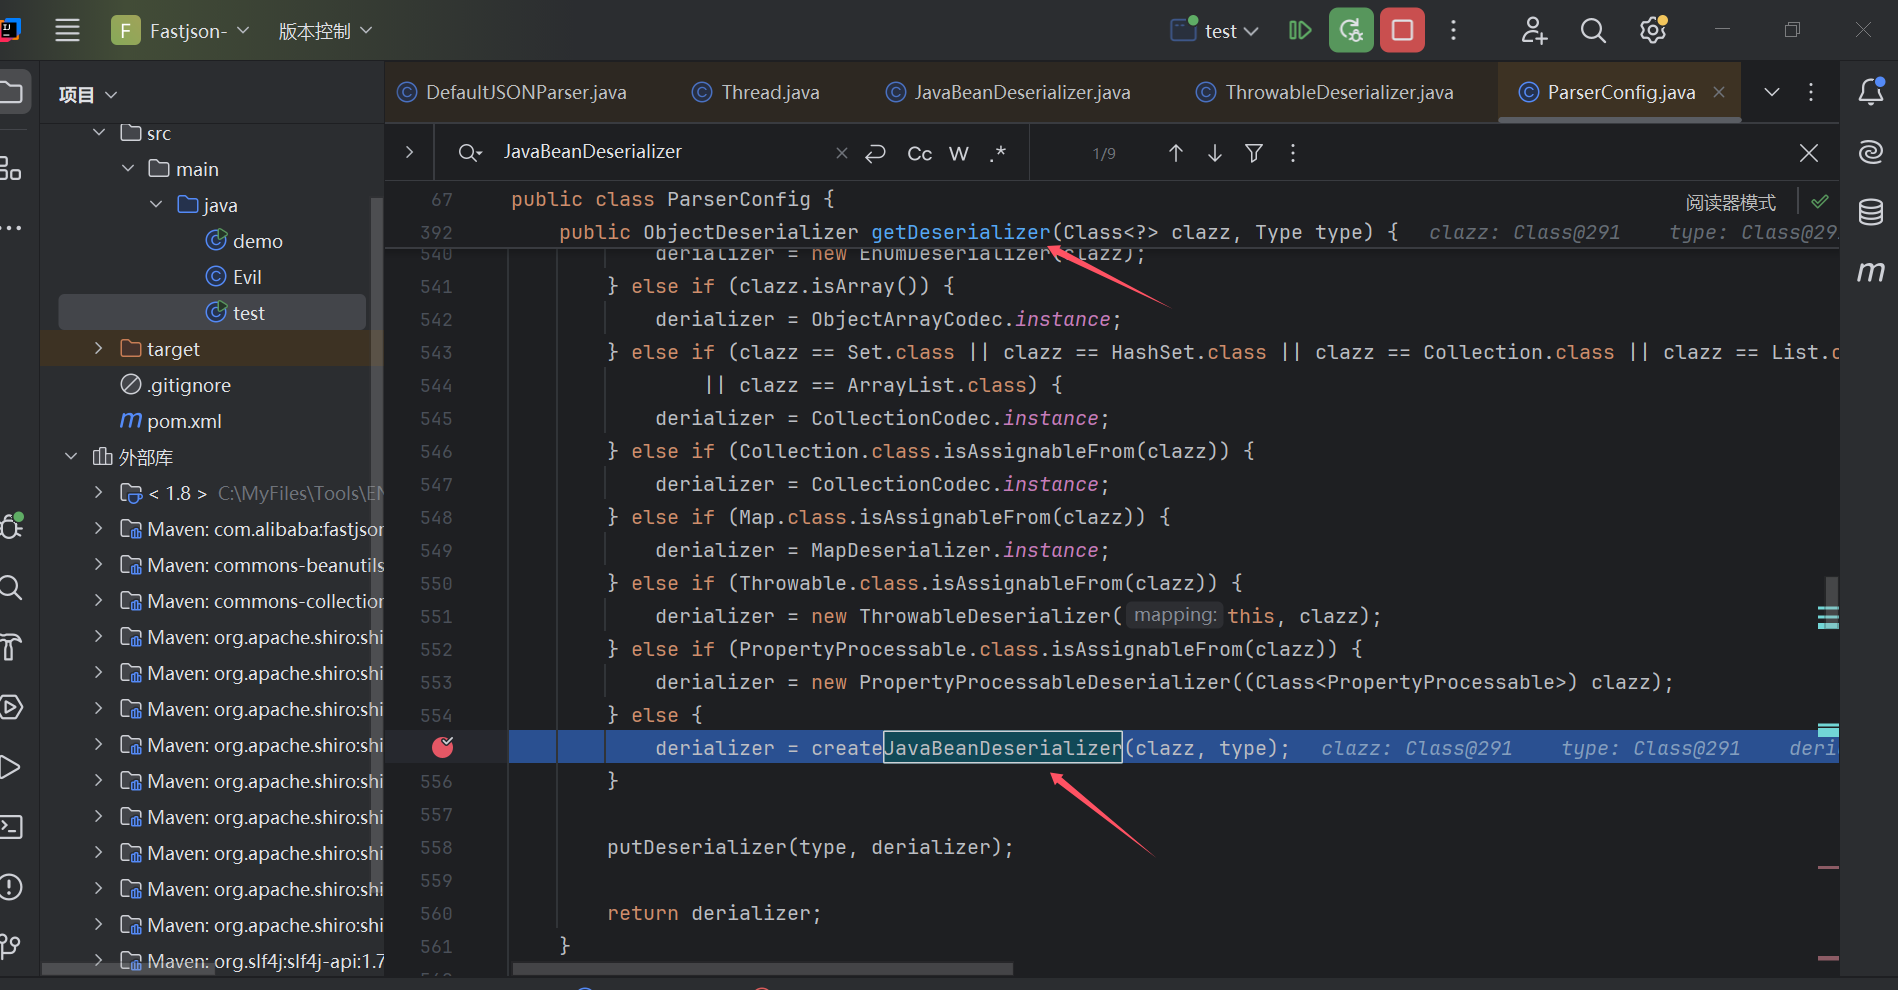 F Fastjson- 版本控制 test
项目
DefaultJSONParser.java Thread.java JavaBeanDeserializer.java ThrowableDeserializer.java ParserConfig.java
JavaBeanDeserializer Cc W .* 1/9
阅读器模式
src
main
java
demo
Evil
test
target
.gitignore
m pom.xml
外部库
< 1.8 > C:\MyFiles\Tools\
Maven: com.alibaba:fastjson
Maven: commons-beanutils
Maven: commons-collection
Maven: org.apache.shiro:shi
Maven: org.apache.shiro:shi
Maven: org.apache.shiro:shi
Maven: org.apache.shiro:shi
Maven: org.apache.shiro:shi
Maven: org.apache.shiro:shi
Maven: org.apache.shiro:shi
Maven: org.apache.shiro:shi
Maven: org.apache.shiro:shi
Maven: org.slf4j:slf4j-api:1.7
67 public class ParserConfig {
392 public ObjectDeserializer getDeserializer(Class<?> clazz, Type type) { clazz: Class@291 type: Class@29
540 derializer = new EnumDeserializer(clazz);
541 } else if (clazz.isArray()) {
542 derializer = ObjectArrayCodec.instance;
543 } else if (clazz == Set.class || clazz == HashSet.class || clazz == Collection.class || clazz == List.c
544 || clazz == ArrayList.class) {
545 derializer = CollectionCodec.instance;
546 } else if (Collection.class.isAssignableFrom(clazz)) {
547 derializer = CollectionCodec.instance;
548 } else if (Map.class.isAssignableFrom(clazz)) {
549 derializer = MapDeserializer.instance;
550 } else if (Throwable.class.isAssignableFrom(clazz)) {
551 derializer = new ThrowableDeserializer( mapping: this, clazz);
552 } else if (PropertyProcessable.class.isAssignableFrom(clazz)) {
553 derializer = new PropertyProcessableDeserializer((Class<PropertyProcessable>) clazz);
554 } else {
derializer = createJavaBeanDeserializer(clazz, type); clazz: Class@291 type: Class@291 deri
556 }
557
558 putDeserializer(type, derializer);
559
560 return derializer;
561 }
m